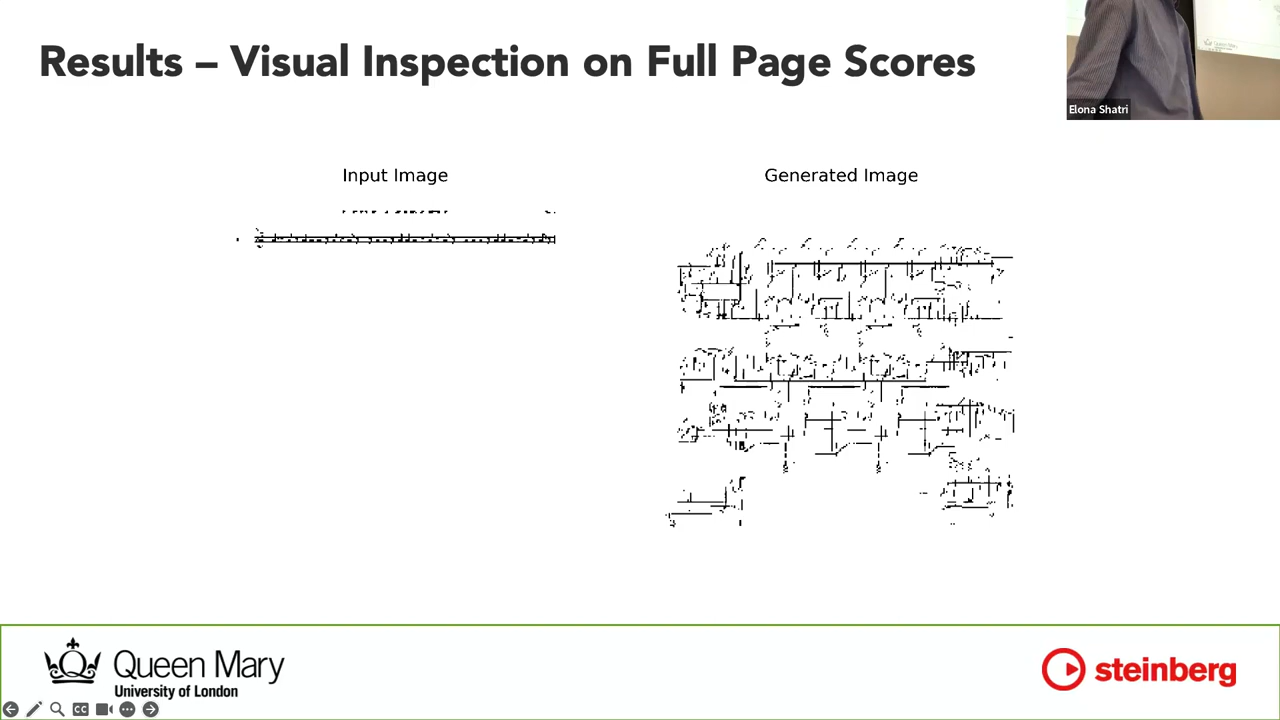 Results – Visual Inspection on Full Page Scores
Elona Shatri
Input Image
Generated Image
Queen Mary
University of London
steinberg
CC